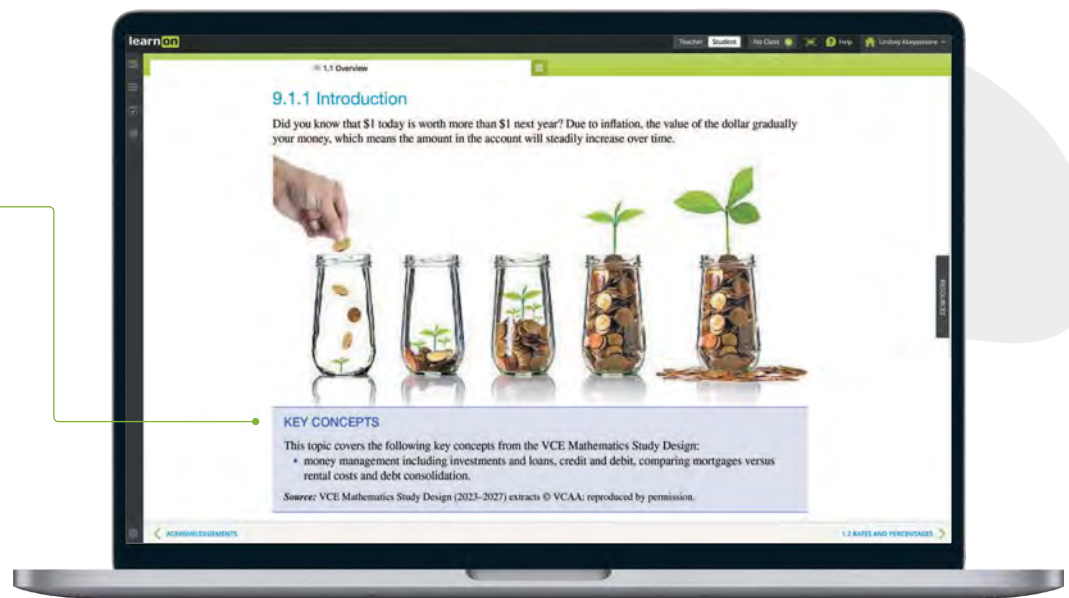 learnon
Teacher Student No Class Help Lindsey Abeyasekere
1.1 Overview
9.1.1 Introduction
Did you know that $1 today is worth more than $1 next year? Due to inflation, the value of the dollar gradually
your money, which means the amount in the account will steadily increase over time.
RESOURCES
KEY CONCEPTS
This topic covers the following key concepts from the VCE Mathematics Study Design:
• money management including investments and loans, credit and debit, comparing mortgages versus
rental costs and debt consolidation.
Source: VCE Mathematics Study Design (2023–2027) extracts © VCAA; reproduced by permission.
ACKNOWLEDGEMENTS
1.2 RATES AND PERCENTAGES